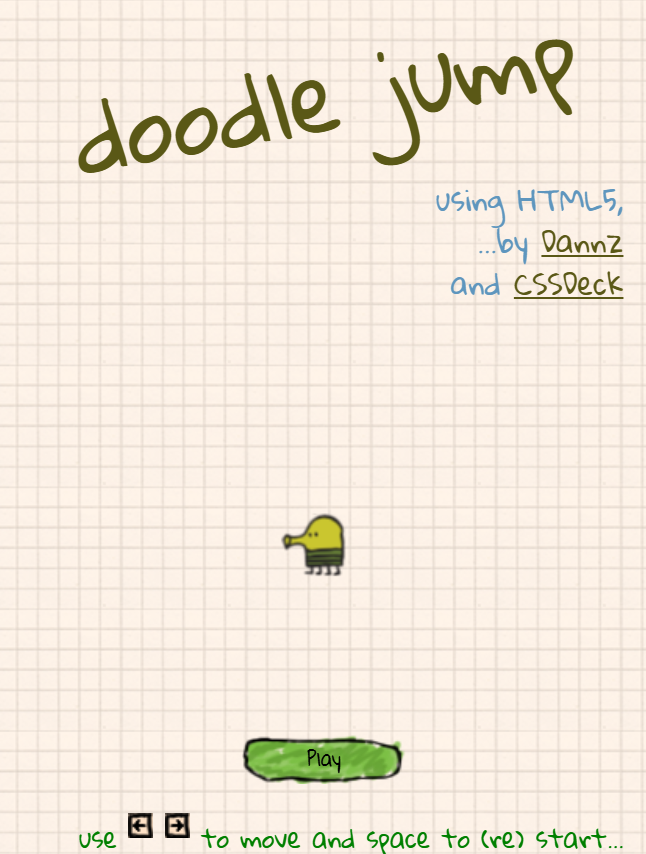 doodle jump
using HTML5,
...by Dannz
and CSSDeck
Play
use ← → to move and space to (re) start...